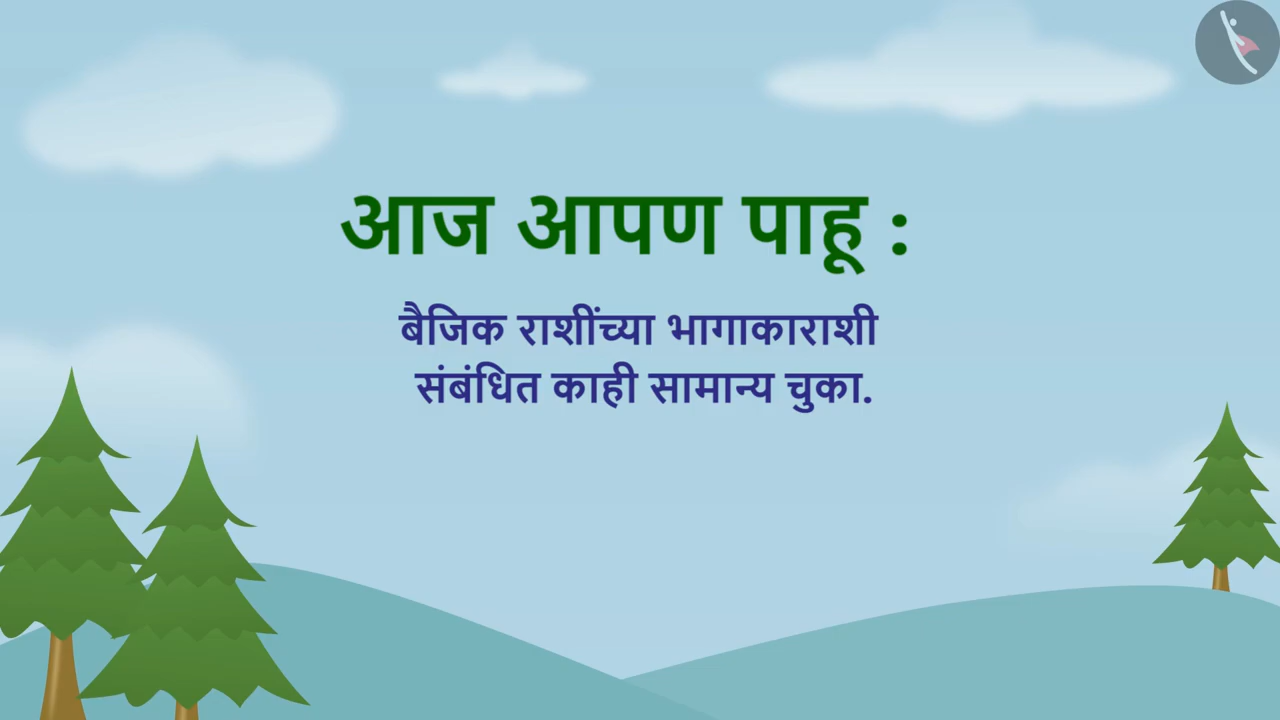 आज आपण पाहू :
बैजिक राशींच्या भागाकाराशी
संबंधित काही सामान्य चुका.